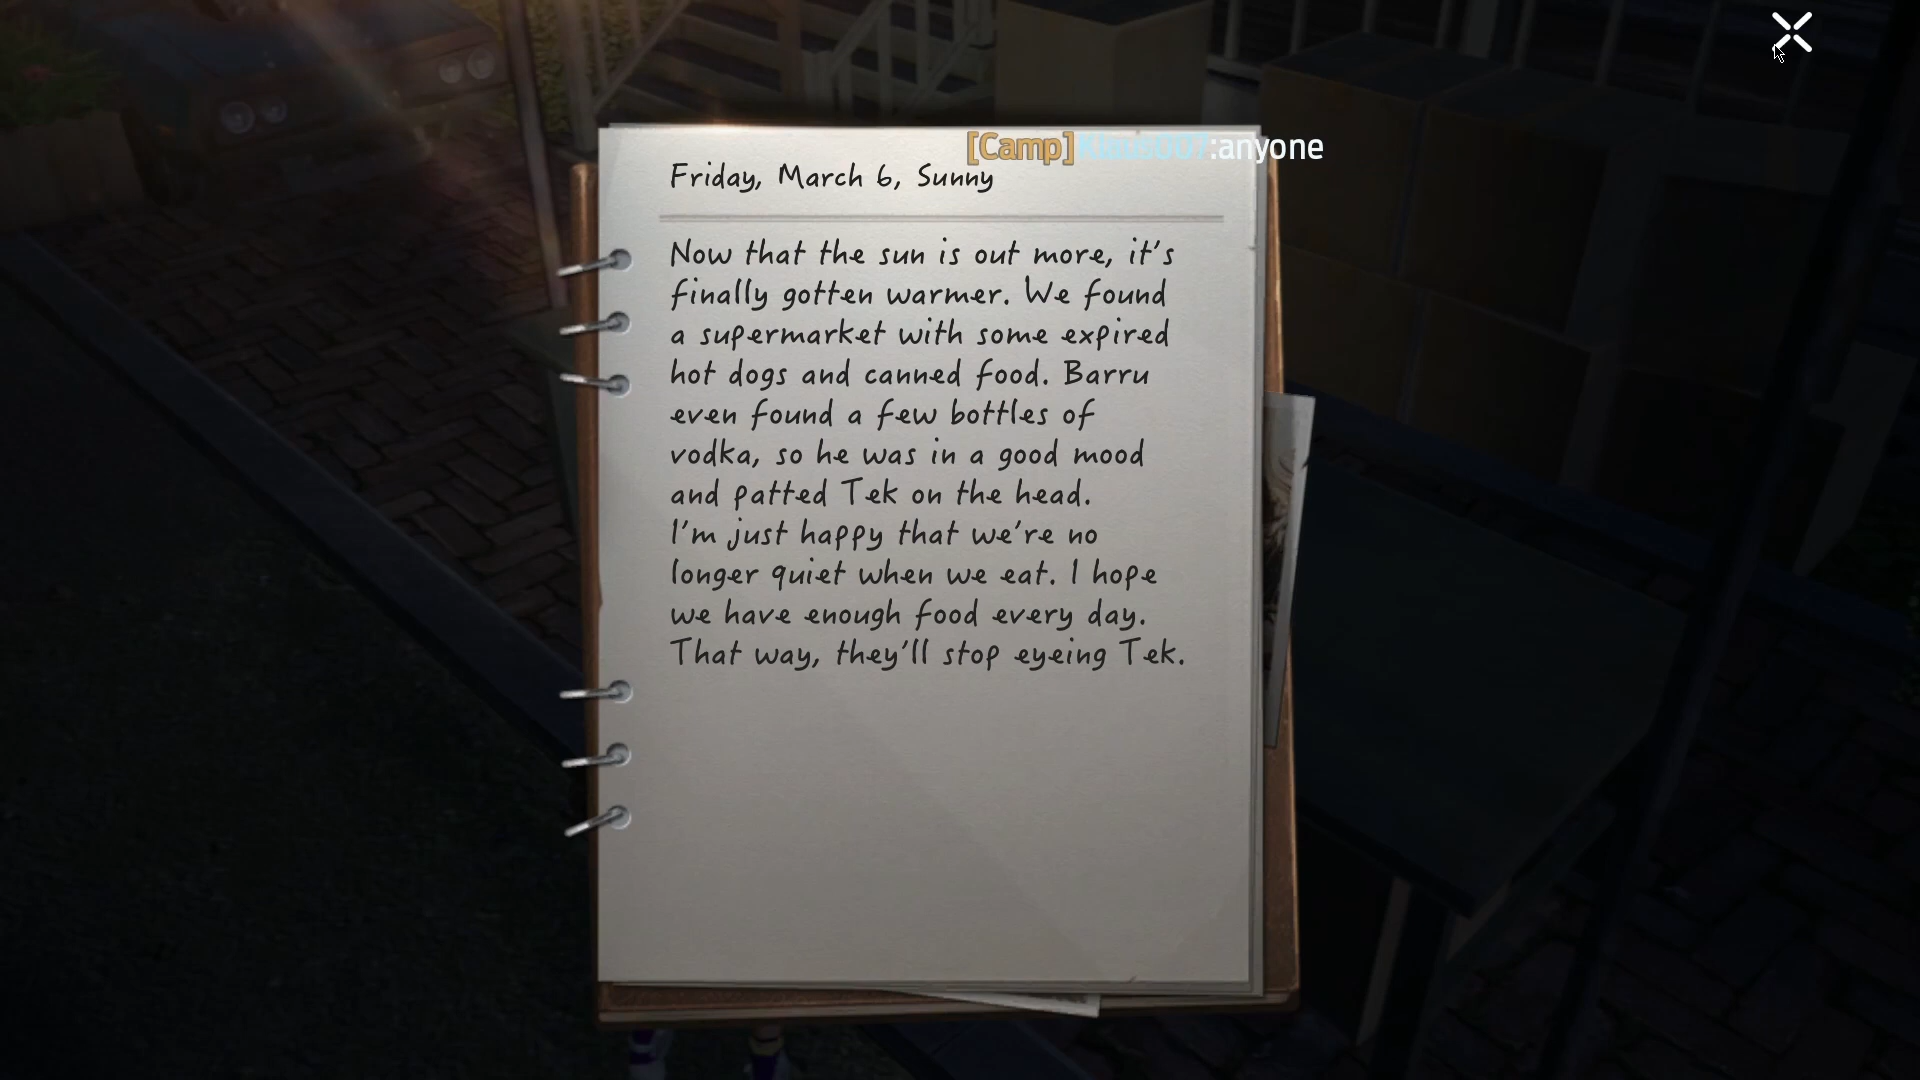 [Camp]Klaus007:anyone
Friday, March 6, Sunny
Now that the sun is out more, it's
finally gotten warmer. We found
a supermarket with some expired
hot dogs and canned food. Barru
even found a few bottles of
vodka, so he was in a good mood
and patted Tek on the head.
I'm just happy that we're no
longer quiet when we eat. I hope
we have enough food every day.
That way, they'll stop eyeing Tek.